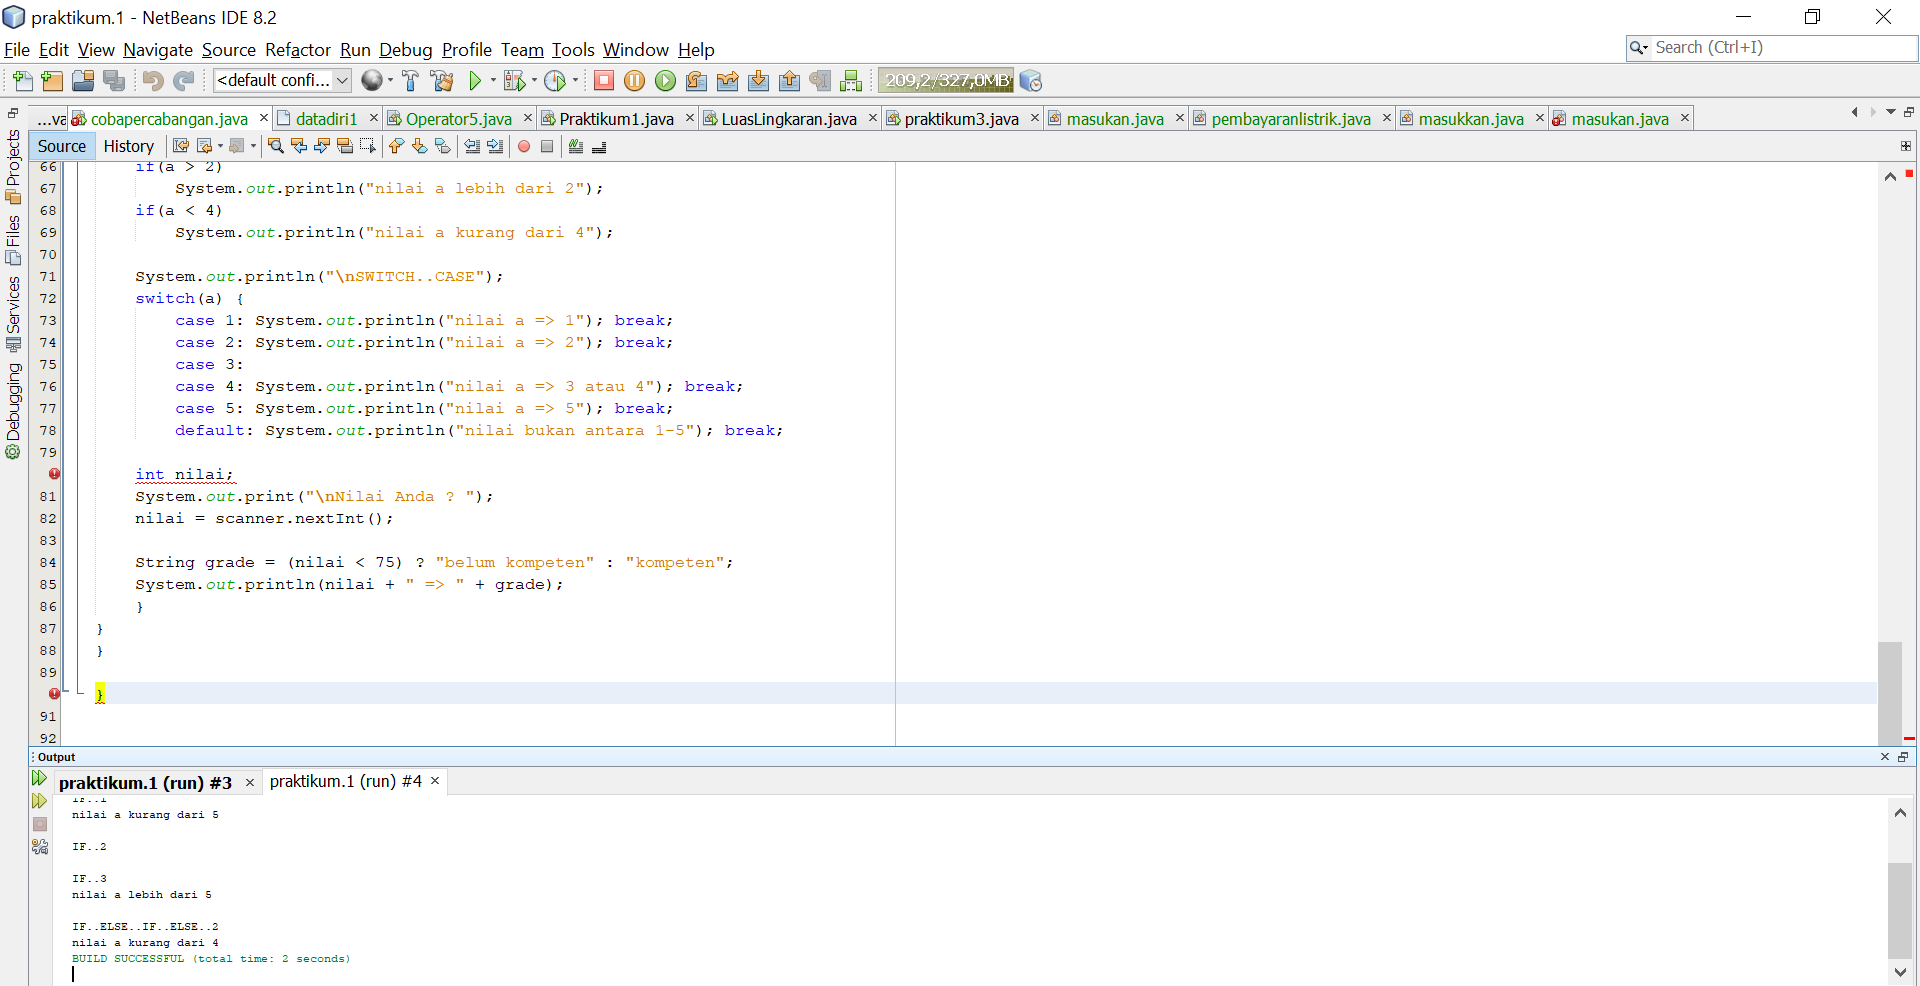 praktikum.1 - NetBeans IDE 8.2
File Edit View Navigate Source Refactor Run Debug Profile Team Tools Window Help
Search (Ctrl+I)
<default confi...
209,2/327,0MB
...va cobapercabangan.java datadiri1 Operator5.java Praktikum1.java LuasLingkaran.java praktikum3.java masukan.java pembayaranlistrik.java masukkan.java masukan.java
Source History
Projects
Files
Services
Debugging
66 if(a > 2)
67 System.out.println("nilai a lebih dari 2");
68 if(a < 4)
69 System.out.println("nilai a kurang dari 4");
70
71 System.out.println("\nSWITCH..CASE");
72 switch(a) {
73 case 1: System.out.println("nilai a => 1"); break;
74 case 2: System.out.println("nilai a => 2"); break;
75 case 3:
76 case 4: System.out.println("nilai a => 3 atau 4"); break;
77 case 5: System.out.println("nilai a => 5"); break;
78 default: System.out.println("nilai bukan antara 1-5"); break;
79
int nilai;
81 System.out.print("\nNilai Anda ? ");
82 nilai = scanner.nextInt();
83
84 String grade = (nilai < 75) ? "belum kompeten" : "kompeten";
85 System.out.println(nilai + " => " + grade);
86 }
87 }
88 }
89
}
91
92
Output
praktikum.1 (run) #3 praktikum.1 (run) #4
IF..1
nilai a kurang dari 5
IF..2
IF..3
nilai a lebih dari 5
IF..ELSE..IF..ELSE..2
nilai a kurang dari 4
BUILD SUCCESSFUL (total time: 2 seconds)